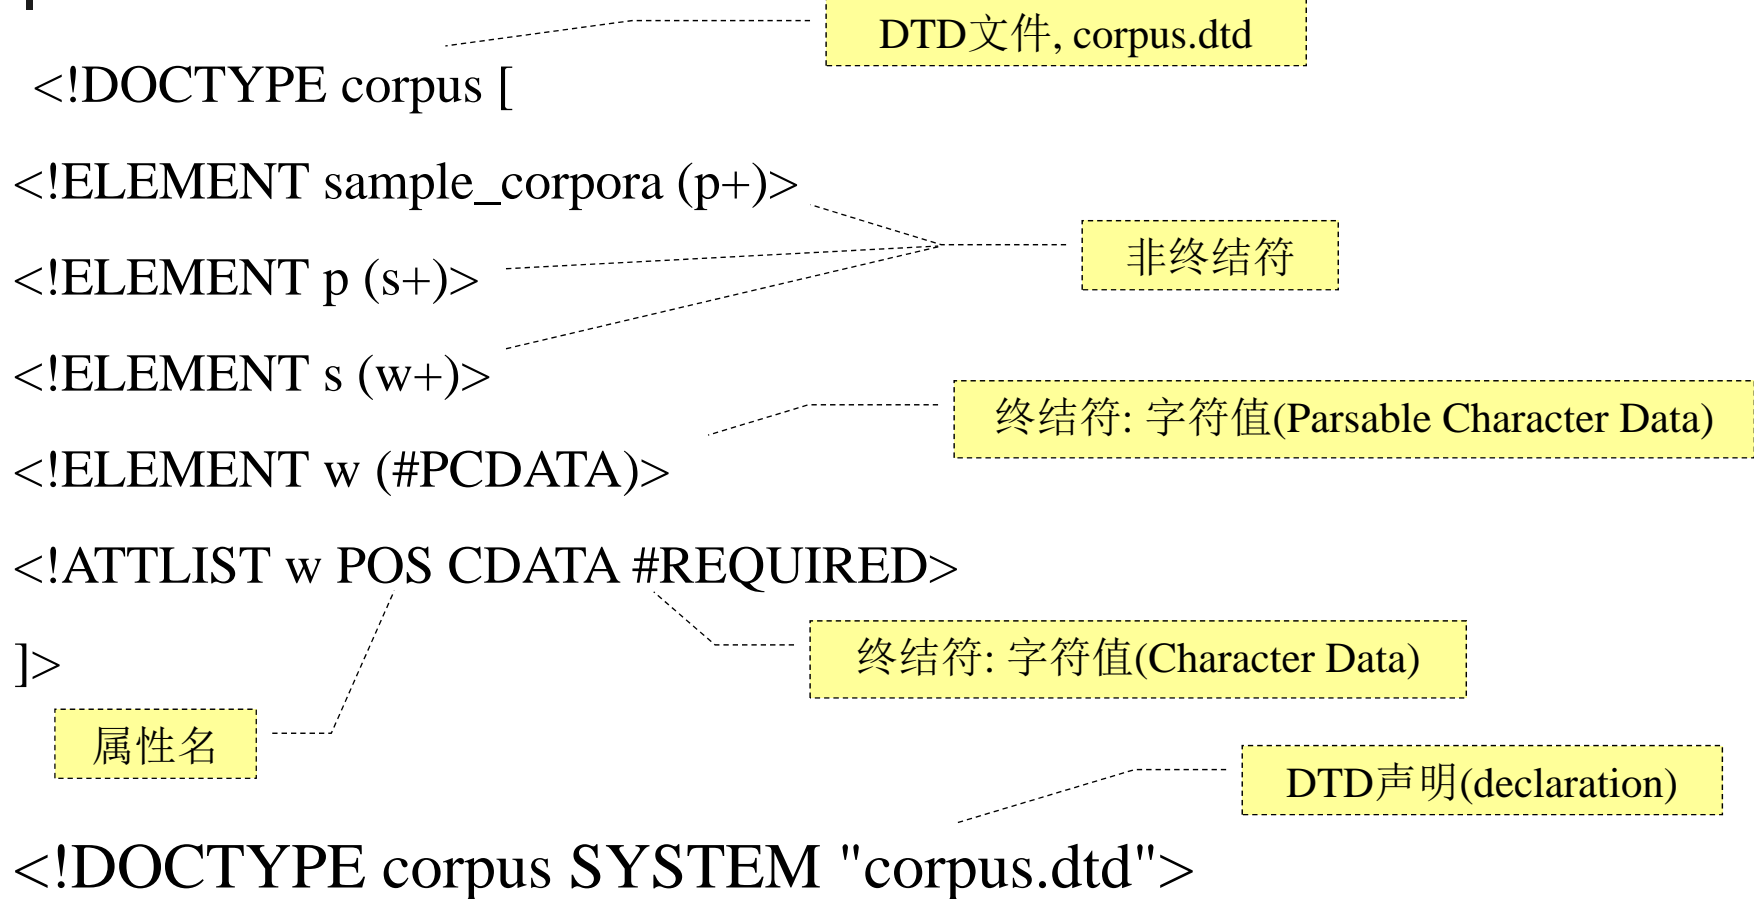 DTD文件, corpus.dtd
<!DOCTYPE corpus [
<!ELEMENT sample_corpora (p+)>
非终结符
<!ELEMENT p (s+)>
<!ELEMENT s (w+)>
终结符: 字符值(Parsable Character Data)
<!ELEMENT w (#PCDATA)>
<!ATTLIST w POS CDATA #REQUIRED>
终结符: 字符值(Character Data)
]>
属性名
DTD声明(declaration)
<!DOCTYPE corpus SYSTEM "corpus.dtd">